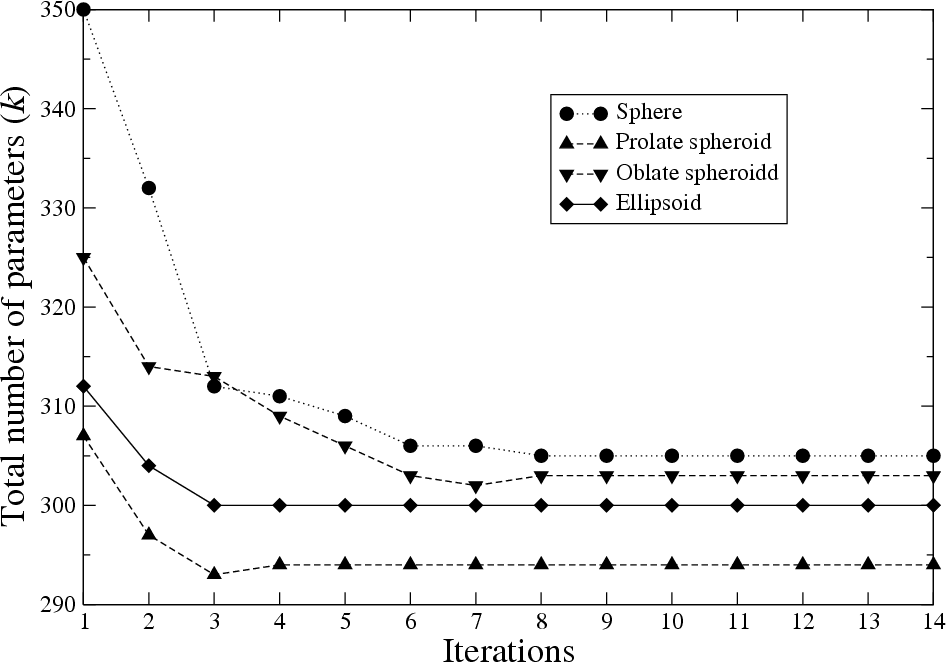 350
340
330
320
310
300
290
Total number of parameters (k)
Sphere
Prolate spheroid
Oblate spheroidd
Ellipsoid
1 2 3 4 5 6 7 8 9 10 11 12 13 14
Iterations